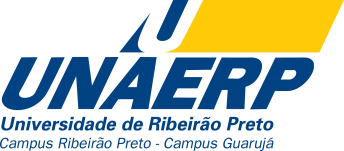 UNAERP
Universidade de Ribeirão Preto
Campus Ribeirão Preto - Campus Guarujá